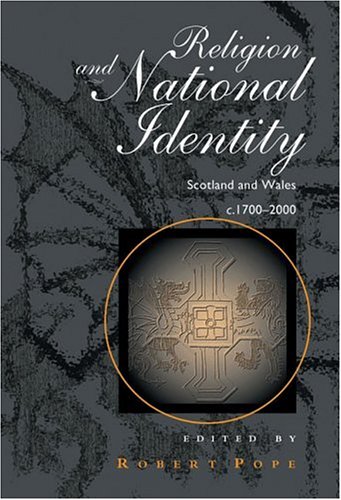 Religion
and National
Identity
Scotland and Wales
c.1700–2000
EDITED BY
ROBERT POPE